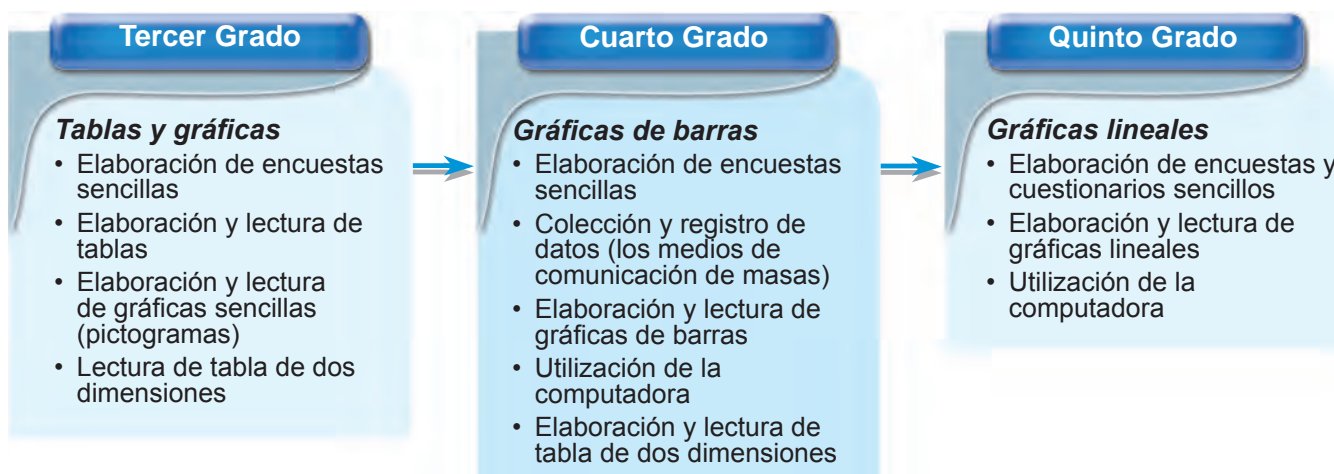 Tercer Grado
Tablas y gráficas
• Elaboración de encuestas
sencillas
• Elaboración y lectura de
tablas
• Elaboración y lectura
de gráficas sencillas
(pictogramas)
• Lectura de tabla de dos
dimensiones
Cuarto Grado
Gráficas de barras
• Elaboración de encuestas
sencillas
• Colección y registro de
datos (los medios de
comunicación de masas)
• Elaboración y lectura de
gráficas de barras
• Utilización de la
computadora
• Elaboración y lectura de
tabla de dos dimensiones
Quinto Grado
Gráficas lineales
• Elaboración de encuestas y
cuestionarios sencillos
• Elaboración y lectura de
gráficas lineales
• Utilización de la
computadora